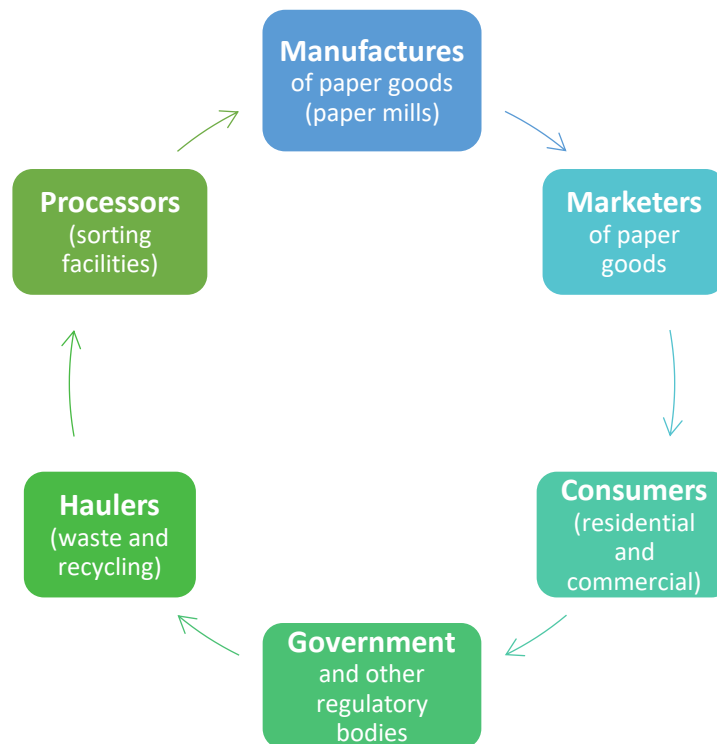 Manufactures
of paper goods
(paper mills)
Marketers
of paper
goods
Consumers
(residential
and
commercial)
Government
and other
regulatory
bodies
Haulers
(waste and
recycling)
Processors
(sorting
facilities)